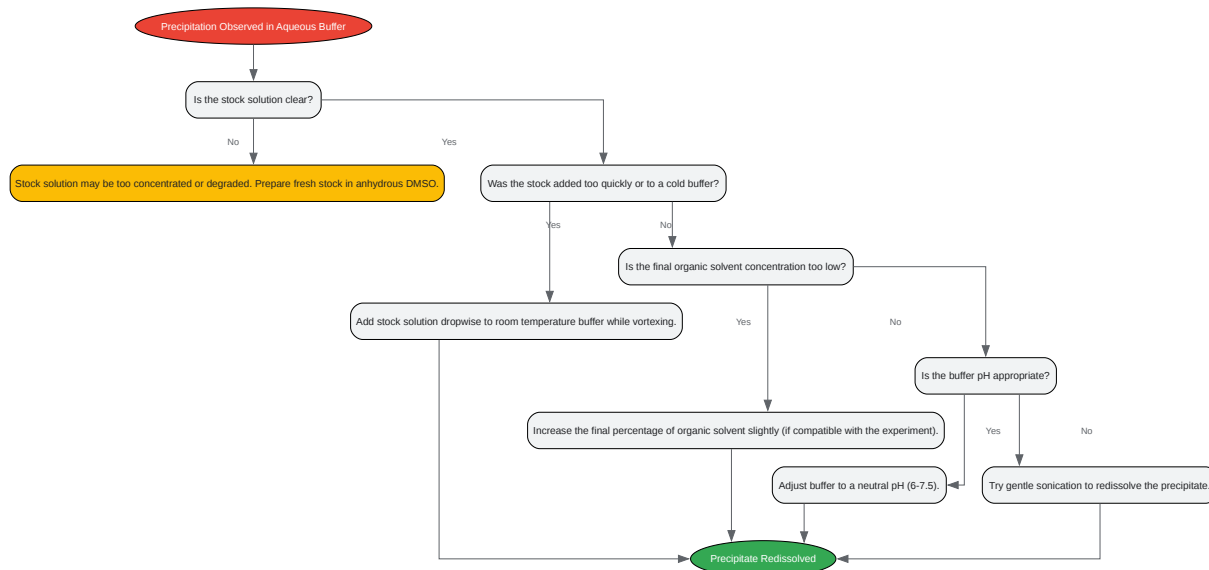 Precipitation Observed in Aqueous Buffer
Is the stock solution clear?
No
Yes
Stock solution may be too concentrated or degraded. Prepare fresh stock in anhydrous DMSO.
Was the stock added too quickly or to a cold buffer?
Yes
No
Is the final organic solvent concentration too low?
Add stock solution dropwise to room temperature buffer while vortexing.
Yes
No
Is the buffer pH appropriate?
Increase the final percentage of organic solvent slightly (if compatible with the experiment).
Yes
No
Adjust buffer to a neutral pH (6-7.5).
Try gentle sonication to redissolve the precipitate.
Precipitate Redissolved